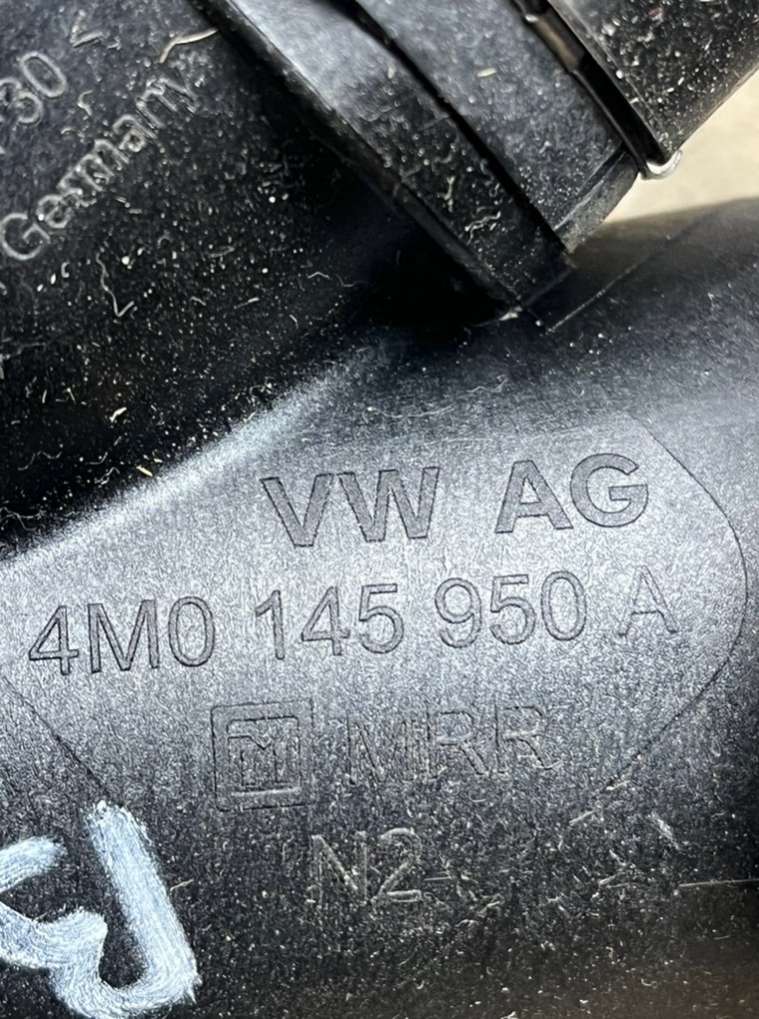 30 <
Germany
VW AG
4M0 145 950 A
M MRR
N2